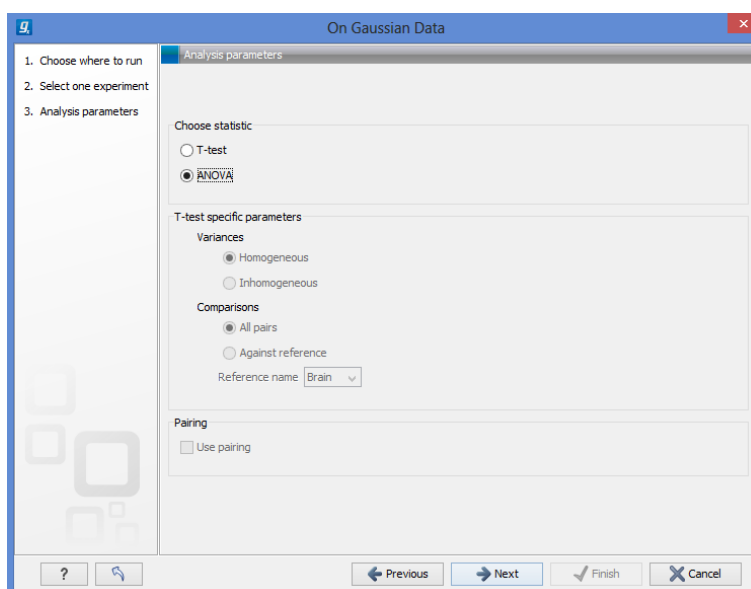 On Gaussian Data
1. Choose where to run
2. Select one experiment
3. Analysis parameters
Analysis parameters
Choose statistic
T-test
ANOVA
T-test specific parameters
Variances
Homogeneous
Inhomogeneous
Comparisons
All pairs
Against reference
Reference name Brain
Pairing
Use pairing
? Previous Next Finish Cancel